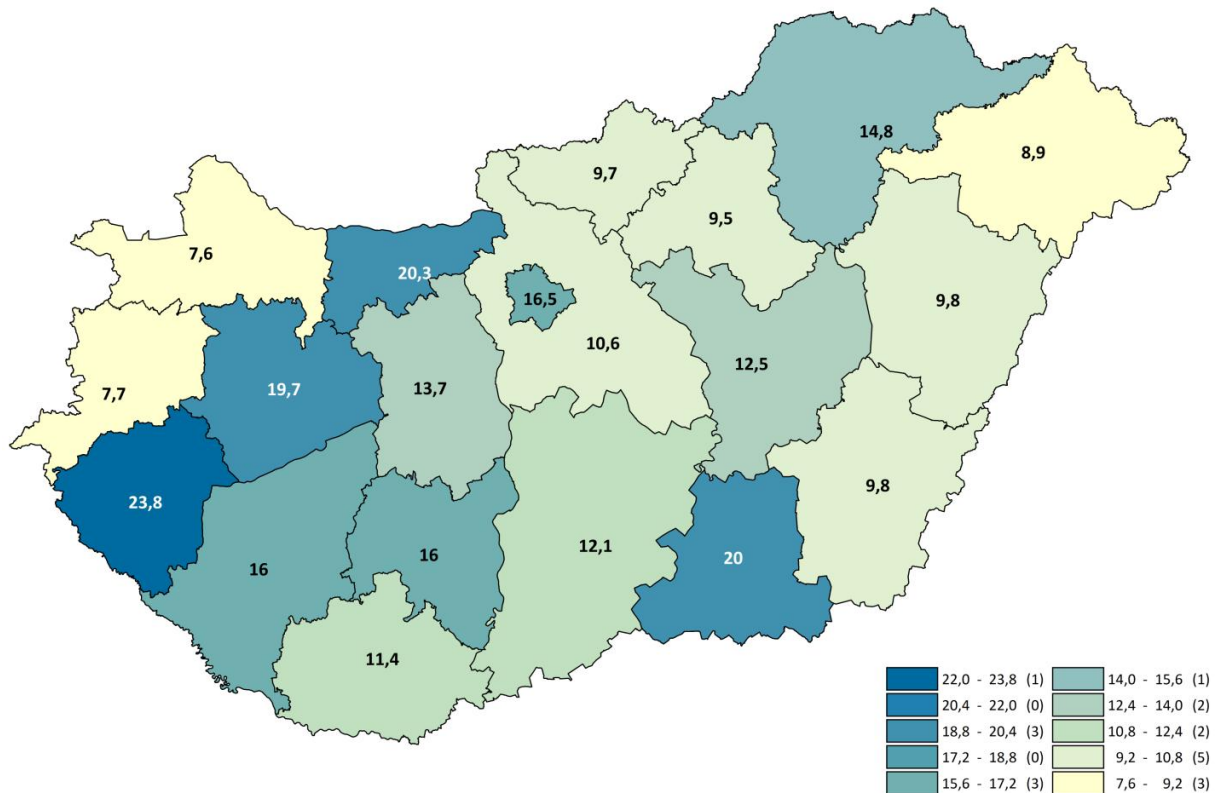 14,8
8,9
9,7
9,5
7,6
20,3
16,5
9,8
10,6
12,5
7,7
19,7
13,7
9,8
23,8
12,1
16
16
20
11,4
22,0 - 23,8 (1)
20,4 - 22,0 (0)
18,8 - 20,4 (3)
17,2 - 18,8 (0)
15,6 - 17,2 (3)
14,0 - 15,6 (1)
12,4 - 14,0 (2)
10,8 - 12,4 (2)
9,2 - 10,8 (5)
7,6 - 9,2 (3)